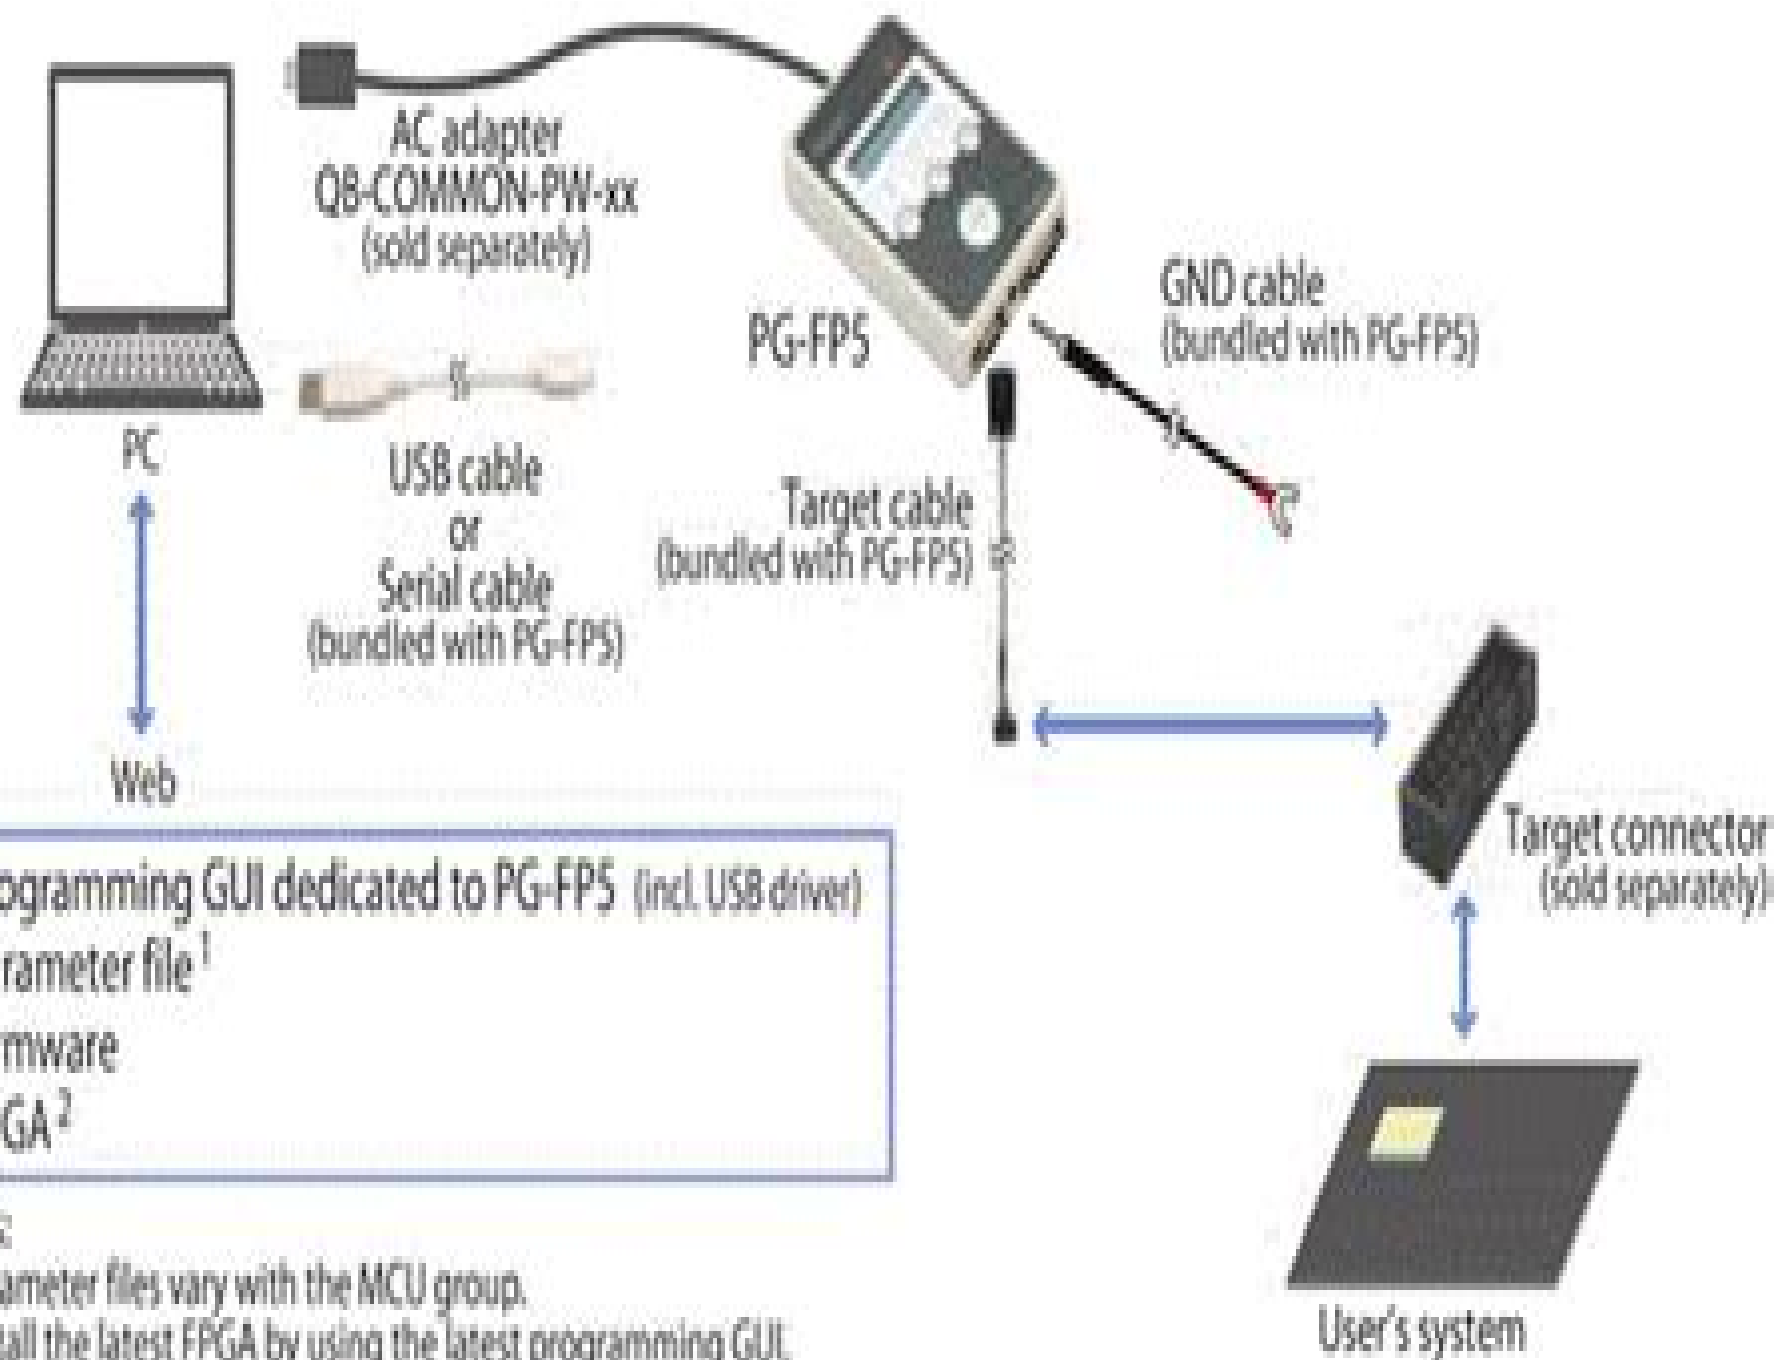 AC adapter
QB-COMMON-PW-xx
(sold separately)
PG-FP5
GND cable
(bundled with PG-FP5)
PC
USB cable
or
Serial cable
(bundled with PG-FP5)
Target cable
(bundled with PG-FP5)
Web
Target connector
(sold separately)
ogramming GUI dedicated to PG-FP5 (incl. USB driver)
rameter file 1
rmware
GA 2
ameter files vary with the MCU group.
tall the latest FPGA by using the latest programming GUI.
User's system